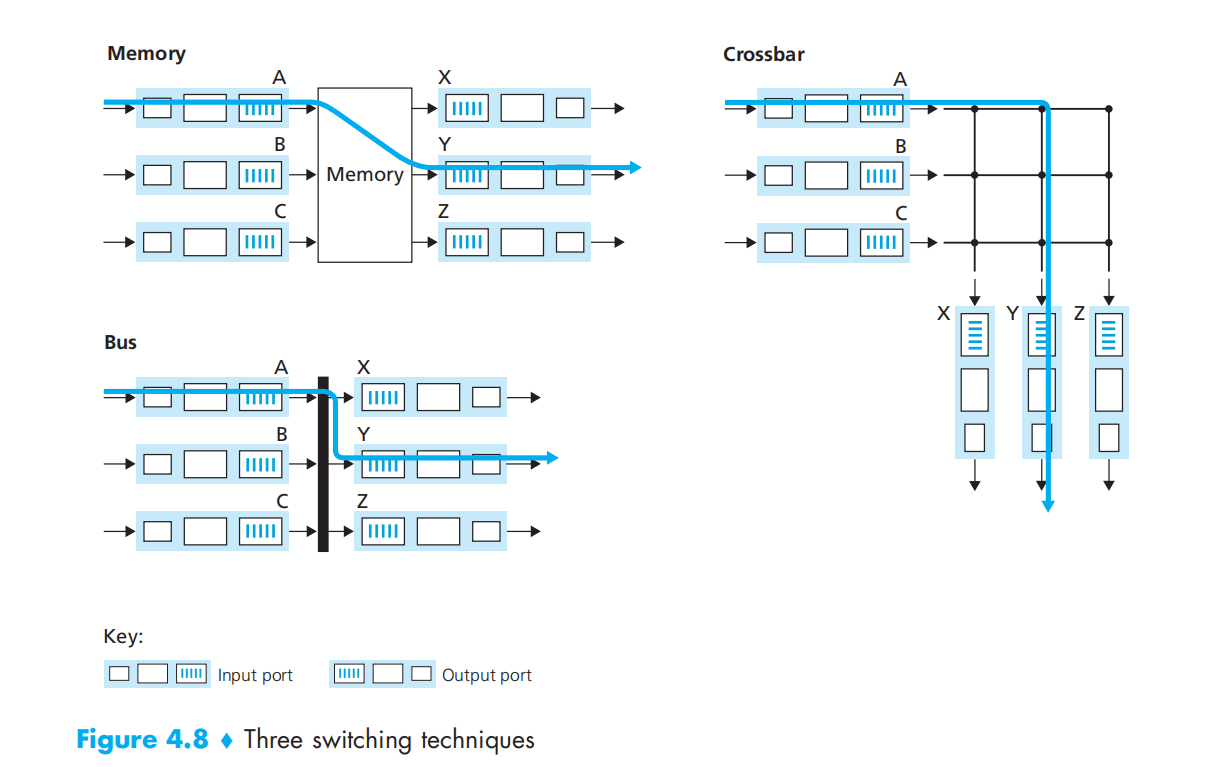 Memory
A
X
B
Y
Memory
C
Z
Crossbar
A
B
C
X
Y
Z
Bus
A
X
B
Y
C
Z
Key:
Input port
Output port
Figure 4.8 ♦ Three switching techniques